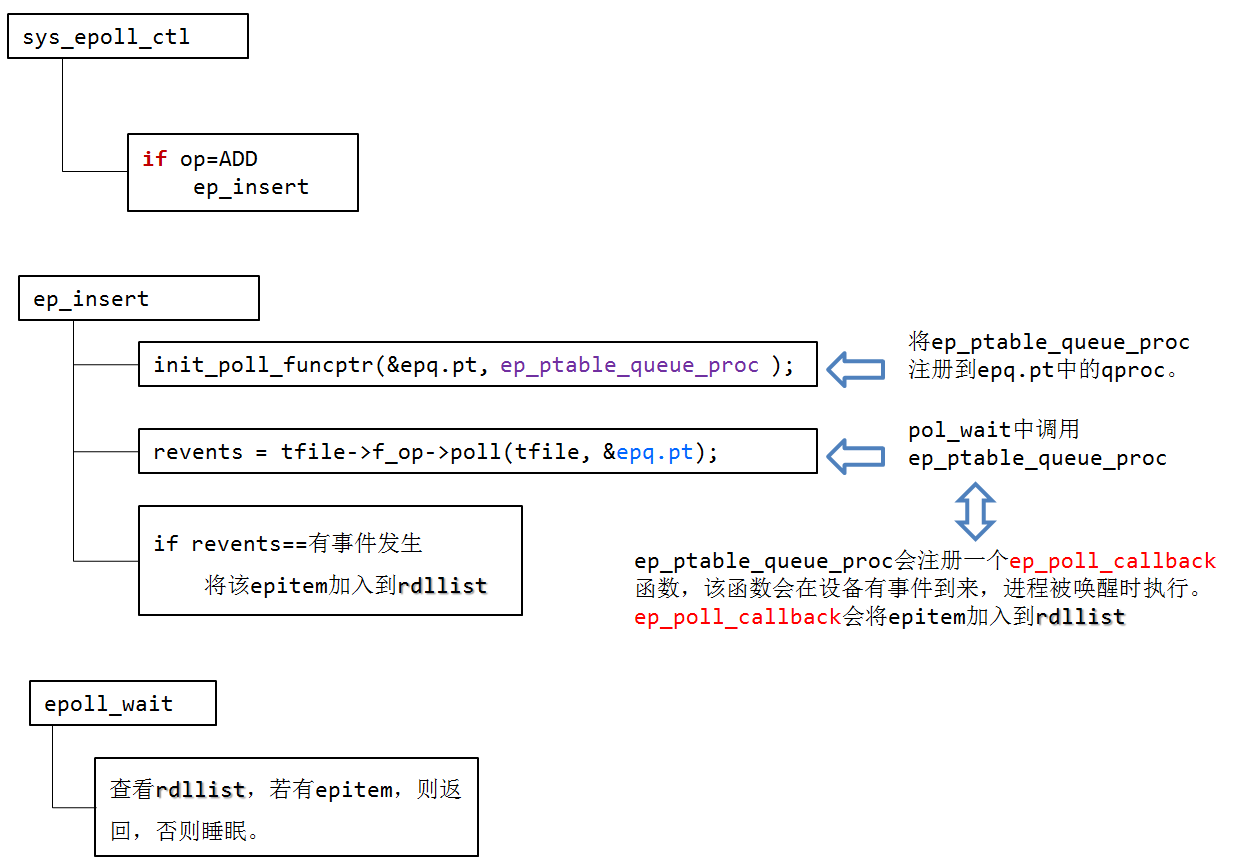 sys_epoll_ctl
if op=ADD
ep_insert
ep_insert
init_poll_funcptr(&epq.pt, ep_ptable_queue_proc );
将ep_ptable_queue_proc
注册到epq.pt中的qproc。
revents = tfile->f_op->poll(tfile, &epq.pt);
pol_wait中调用
ep_ptable_queue_proc
if revents==有事件发生
将该epitem加入到rdllist
ep_ptable_queue_proc会注册一个ep_poll_callback
函数，该函数会在设备有事件到来，进程被唤醒时执行。
ep_poll_callback会将epitem加入到rdllist
epoll_wait
查看rdllist，若有epitem，则返
回，否则睡眠。